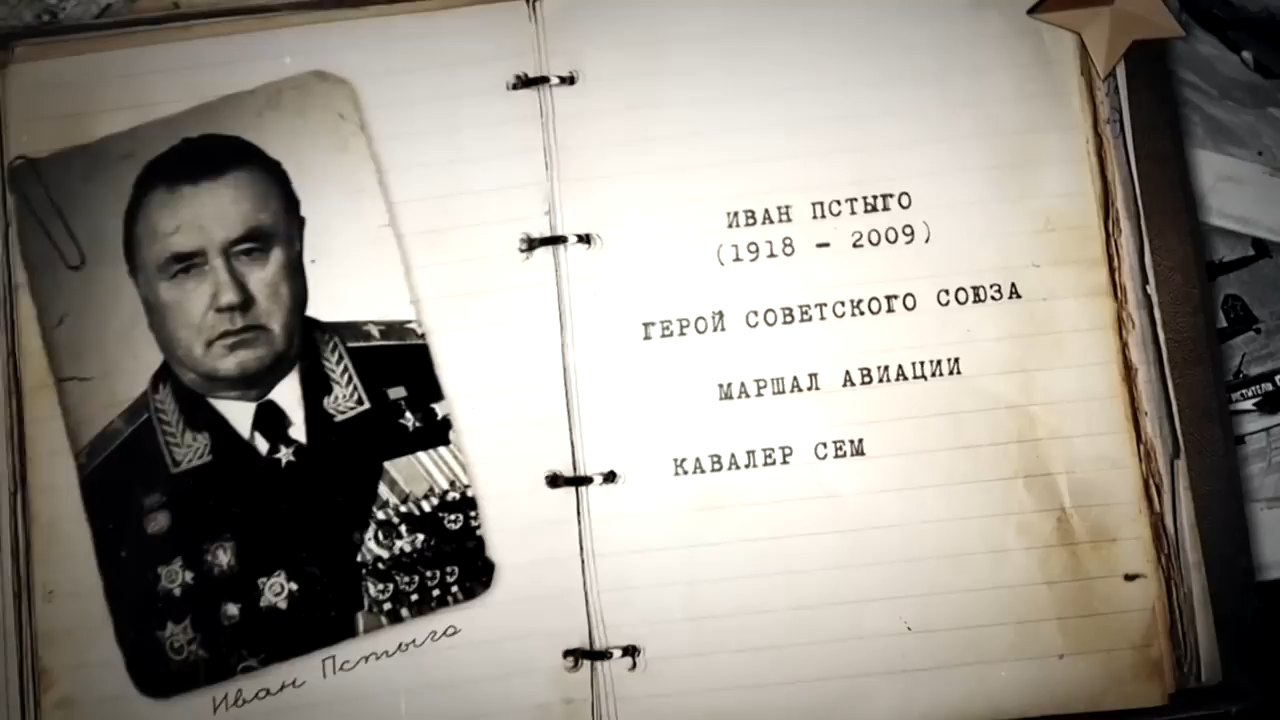 ИВАН ПСТЫГО
(1918 - 2009)
ГЕРОЙ СОВЕТСКОГО СОЮЗА
МАРШАЛ АВИАЦИИ
КАВАЛЕР СЕМ
Иван Пстыго